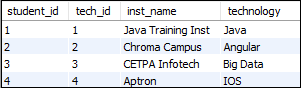 student_id tech_id inst_name technology
1 1 Java Training Inst Java
2 2 Chroma Campus Angular
3 3 CETPA Infotech Big Data
4 4 Aptron IOS